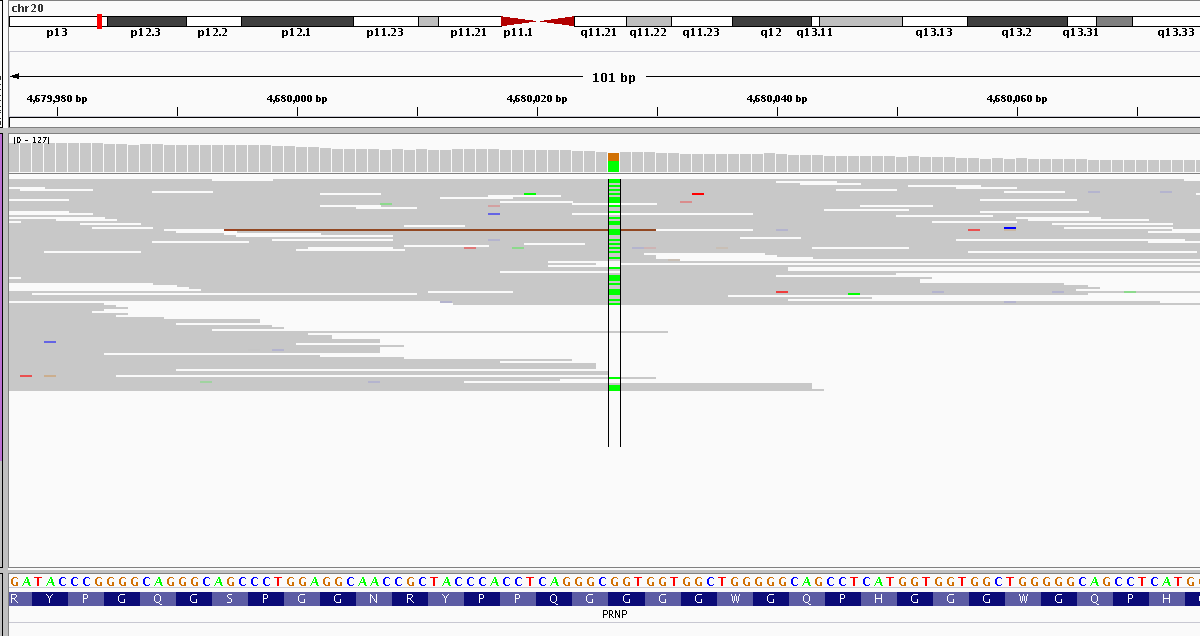 chr20
p13 p12.3 p12.2 p12.1 p11.23 p11.21 p11.1 q11.21 q11.22 q11.23 q12 q13.11 q13.13 q13.2 q13.31 q13.33
101 bp
4,679,980 bp 4,680,000 bp 4,680,020 bp 4,680,040 bp 4,680,060 bp
[0 - 127]
GATACCCGGGGCAGGGCAGCCCTGGAGGCAACCGCTACCCACCTCAGGGCGGTGGTGGCTGGGGGCAGCCTCATGGTGGTGGCTGGGGGCAGCCTCATG
R Y P G Q G S P G G N R Y P P Q G G G G W G Q P H G G G W G Q P H
PRNP